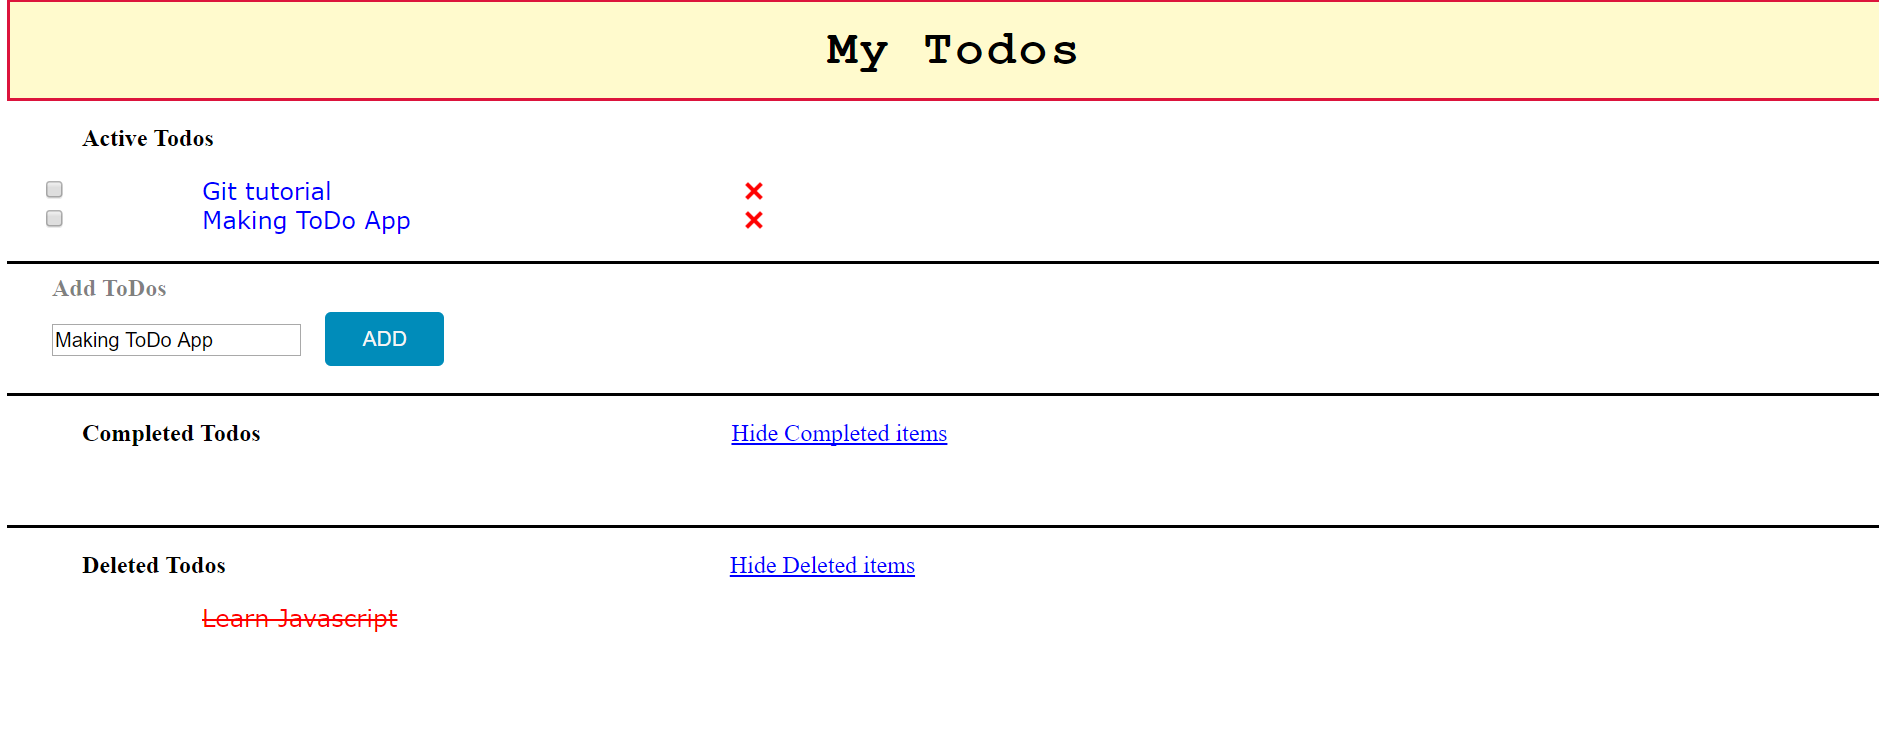 My Todos
Active Todos
Git tutorial
Making ToDo App
Add ToDos
Making ToDo App ADD
Completed Todos Hide Completed items
Deleted Todos Hide Deleted items
Learn Javascript